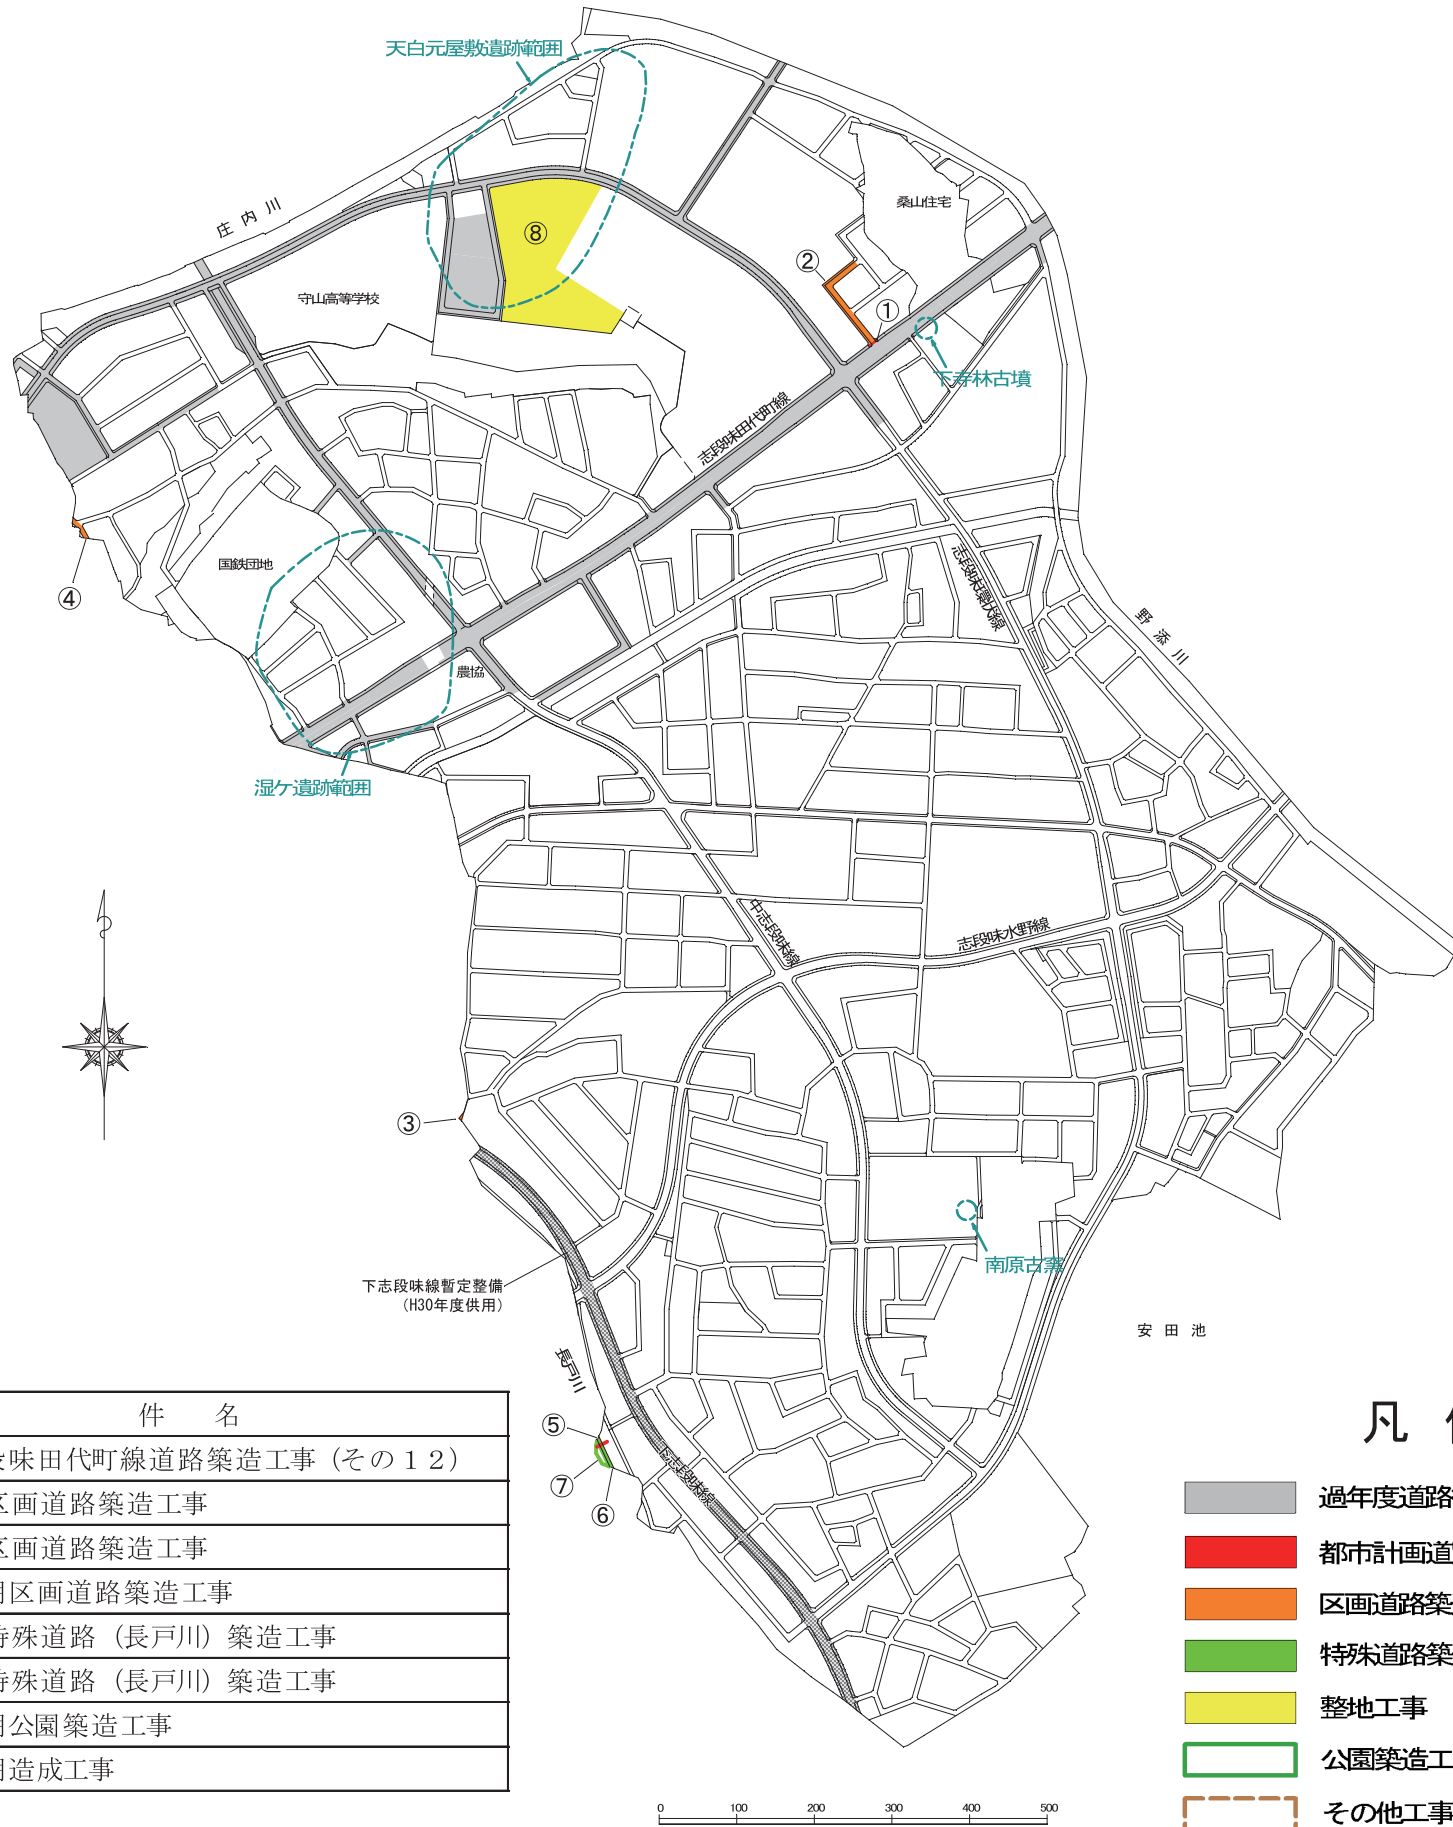 天白元屋敷遺跡範囲
庄内川
桑山住宅
守山高等学校
⑧
②
①
下寺林古墳
志段味田代町線
国鉄団地
④
志段味環状線
野添川
農協
湿ケ遺跡範囲
中志段味線
志段味水野線
③
南原古窯
下志段味線暫定整備
(H30年度供用)
安田池
長戸川
⑤
⑦
⑥
下志段味線
件 名
味田代町線道路築造工事（その１２）
区画道路築造工事
区画道路築造工事
区画道路築造工事
特殊道路（長戸川）築造工事
特殊道路（長戸川）築造工事
公園築造工事
造成工事
凡
過年度道路
都市計画道
区画道路築
特殊道路築
整地工事
公園築造工
その他工事
0 100 200 300 400 500